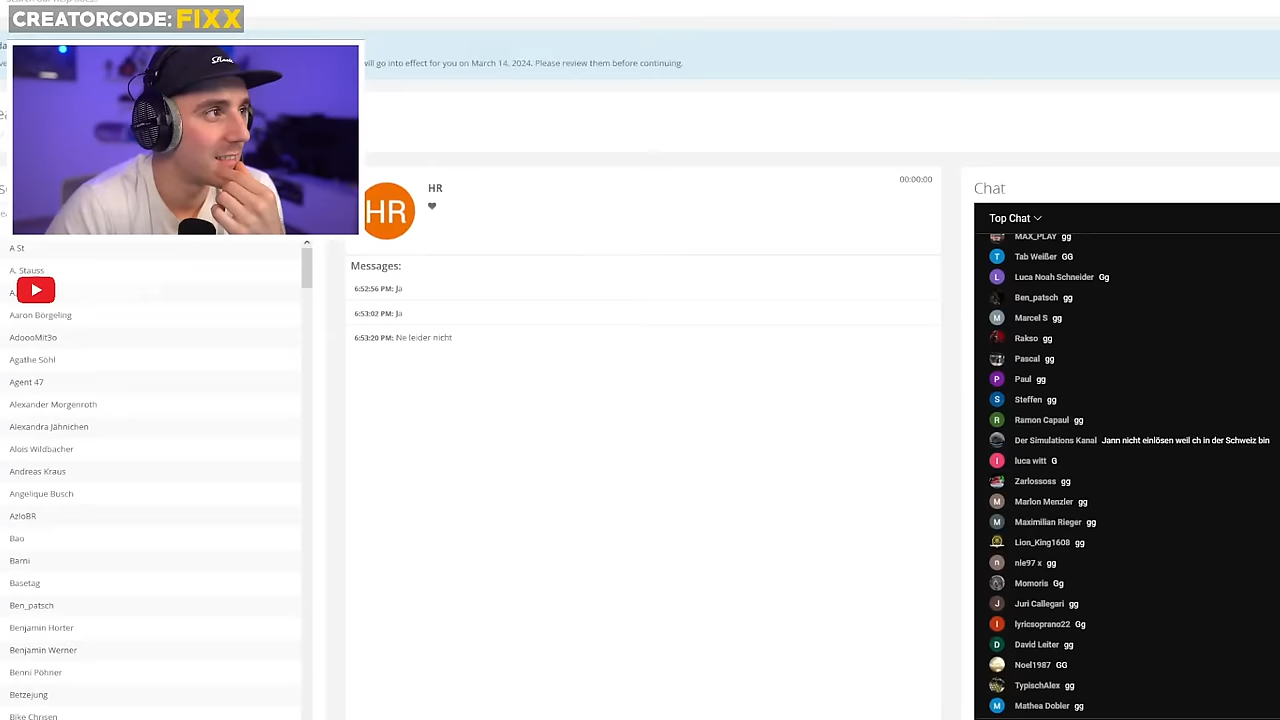 CREATORCODE: FIXX
will go into effect for you on March 14, 2024. Please review them before continuing.
HR
HR
00:00:00
Messages:
6:52:56 PM: Ja
6:53:02 PM: Ja
6:53:20 PM: Ne leider nicht
A St
A. Stauss
Aaron Börgeling
AdoooMit3o
Agathe Söhl
Agent 47
Alexander Morgenroth
Alexandra Jähnichen
Alois Wildbacher
Andreas Kraus
Angelique Busch
AzloBR
Bao
Barni
Basetag
Ben_patsch
Benjamin Horter
Benjamin Werner
Benni Pöhner
Betzejung
Bike Chrisen
Chat
Top Chat
MAX_PLAY gg
Tab Weißer GG
Luca Noah Schneider Gg
Ben_patsch gg
Marcel S gg
Rakso gg
Pascal gg
Paul gg
Steffen gg
Ramon Capaul gg
Der Simulations Kanal Jann nicht einlösen weil ch in der Schweiz bin
luca witt G
Zarlossoss gg
Marlon Menzler gg
Maximilian Rieger gg
Lion_King1608 gg
nle97 x gg
Momoris Gg
Juri Callegari gg
lyricsoprano22 Gg
David Leiter gg
Noel1987 GG
TypischAlex gg
Mathea Dobler gg